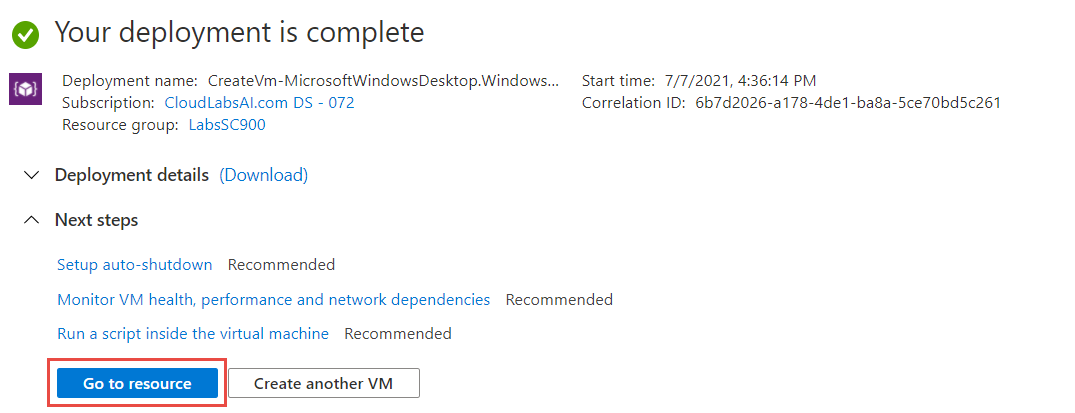 Your deployment is complete
Deployment name: CreateVm-MicrosoftWindowsDesktop.Windows... Start time: 7/7/2021, 4:36:14 PM
Subscription: CloudLabsAI.com DS - 072 Correlation ID: 6b7d2026-a178-4de1-ba8a-5ce70bd5c261
Resource group: LabsSC900
Deployment details (Download)
Next steps
Setup auto-shutdown Recommended
Monitor VM health, performance and network dependencies Recommended
Run a script inside the virtual machine Recommended
Go to resource Create another VM